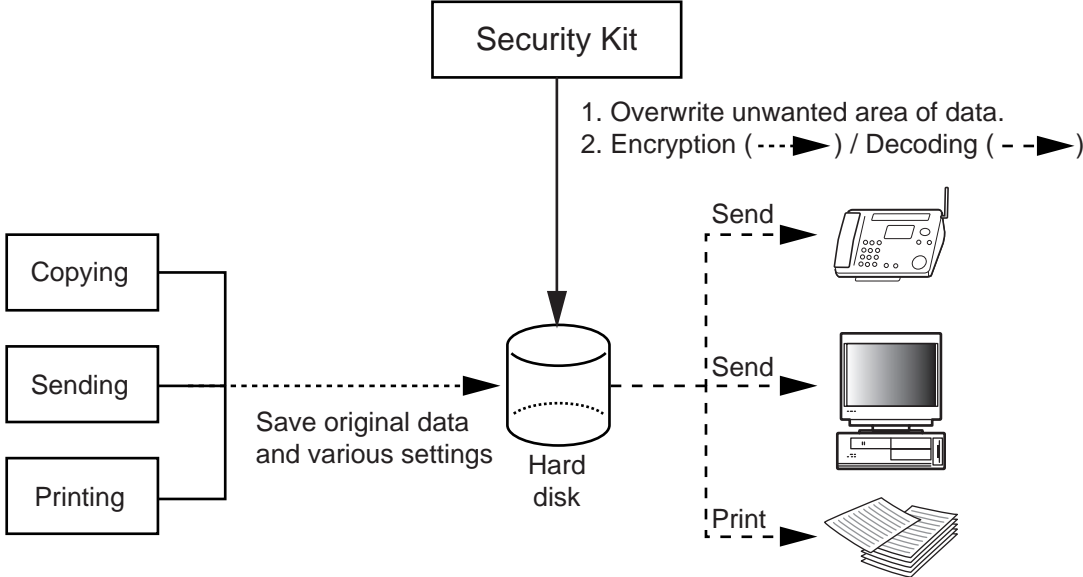 Security Kit
1. Overwrite unwanted area of data.
2. Encryption ( ) / Decoding ( )
Send
Copying
Sending
Send
Save original data
and various settings
Hard
disk
Printing
Print